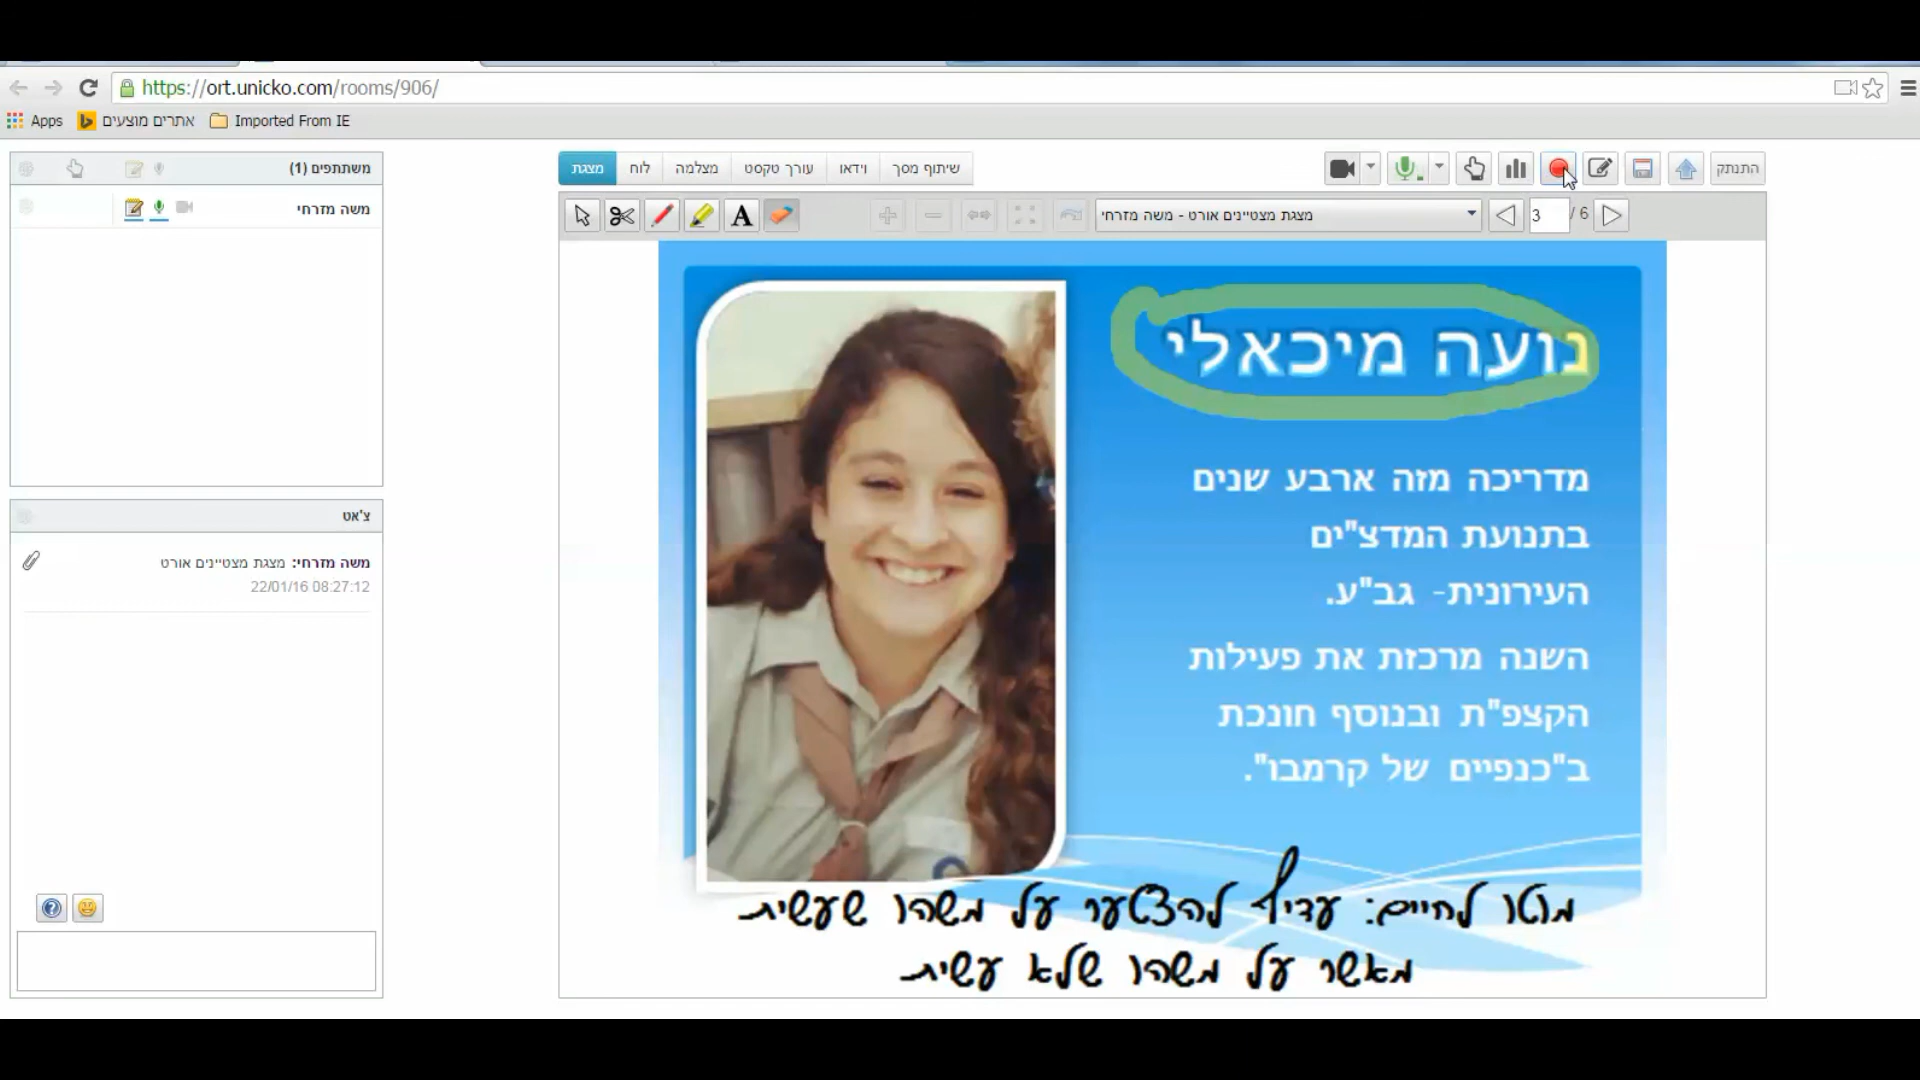 https://ort.unicko.com/rooms/906/
Apps
אתרים מוצעים
Imported From IE
משתתפים (1)
משה מזרחי
צ'אט
משה מזרחי: מצגת מצטיינים אורט
22/01/16 08:27:12
מצגת
לוח
מצלמה
עורך טקסט
וידאו
שיתוף מסך
התנתק
A
מצגת מצטיינים אורט - משה מזרחי
3 / 6
נועה מיכאלי
מדריכה מזה ארבע שנים
בתנועת המדצ"ים
העירונית- גב"ע.
השנה מרכזת את פעילות
הקצפ"ת ובנוסף חונכת
ב"כנפיים של קרמבו".
מוטו לחיים: עדיף להצטער על משהו שעשית
מאשר על משהו שלא עשית